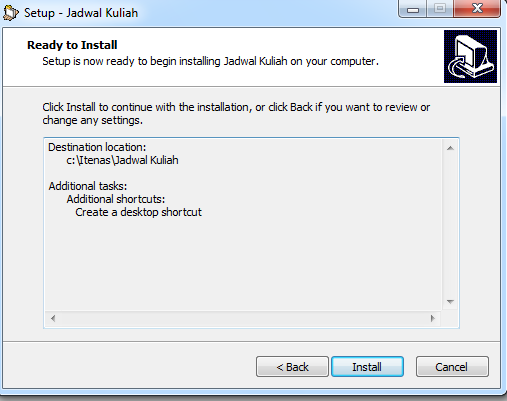 Setup - Jadwal Kuliah
Ready to Install
Setup is now ready to begin installing Jadwal Kuliah on your computer.
Click Install to continue with the installation, or click Back if you want to review or
change any settings.
Destination location:
c:\Itenas\Jadwal Kuliah
Additional tasks:
Additional shortcuts:
Create a desktop shortcut
< Back
Install
Cancel